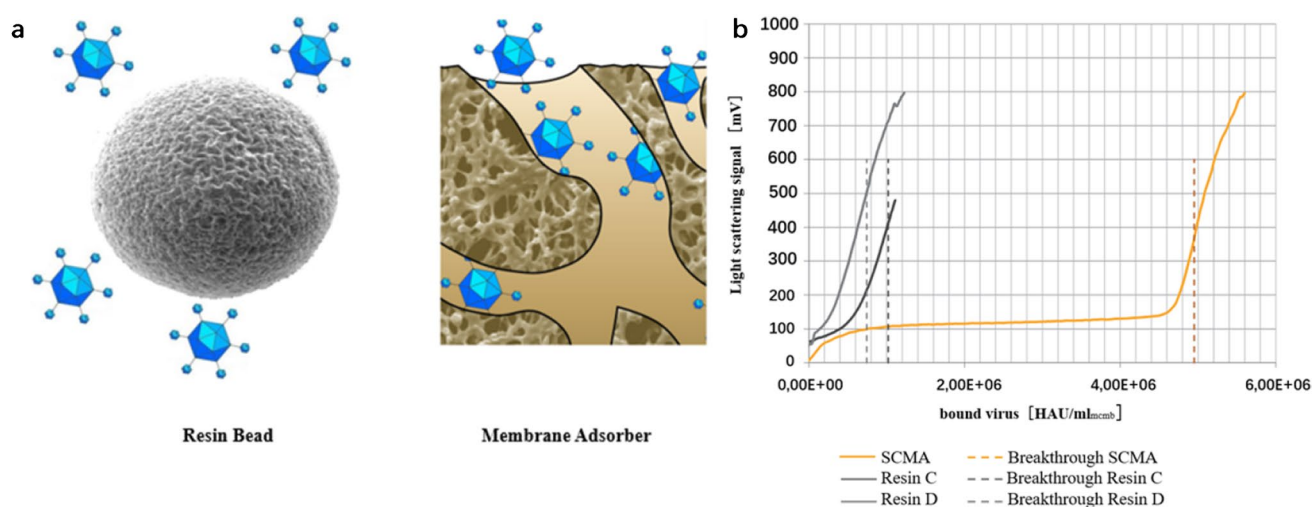 a
Resin Bead
Membrane Adsorber
b
Light scattering signal [mV]
1000
900
800
700
600
500
400
300
200
100
0
0,00E+00
2,00E+06
4,00E+06
6,00E+06
bound virus [HAU/mlmcmb]
SCMA
Breakthrough SCMA
Resin C
Breakthrough Resin C
Resin D
Breakthrough Resin D